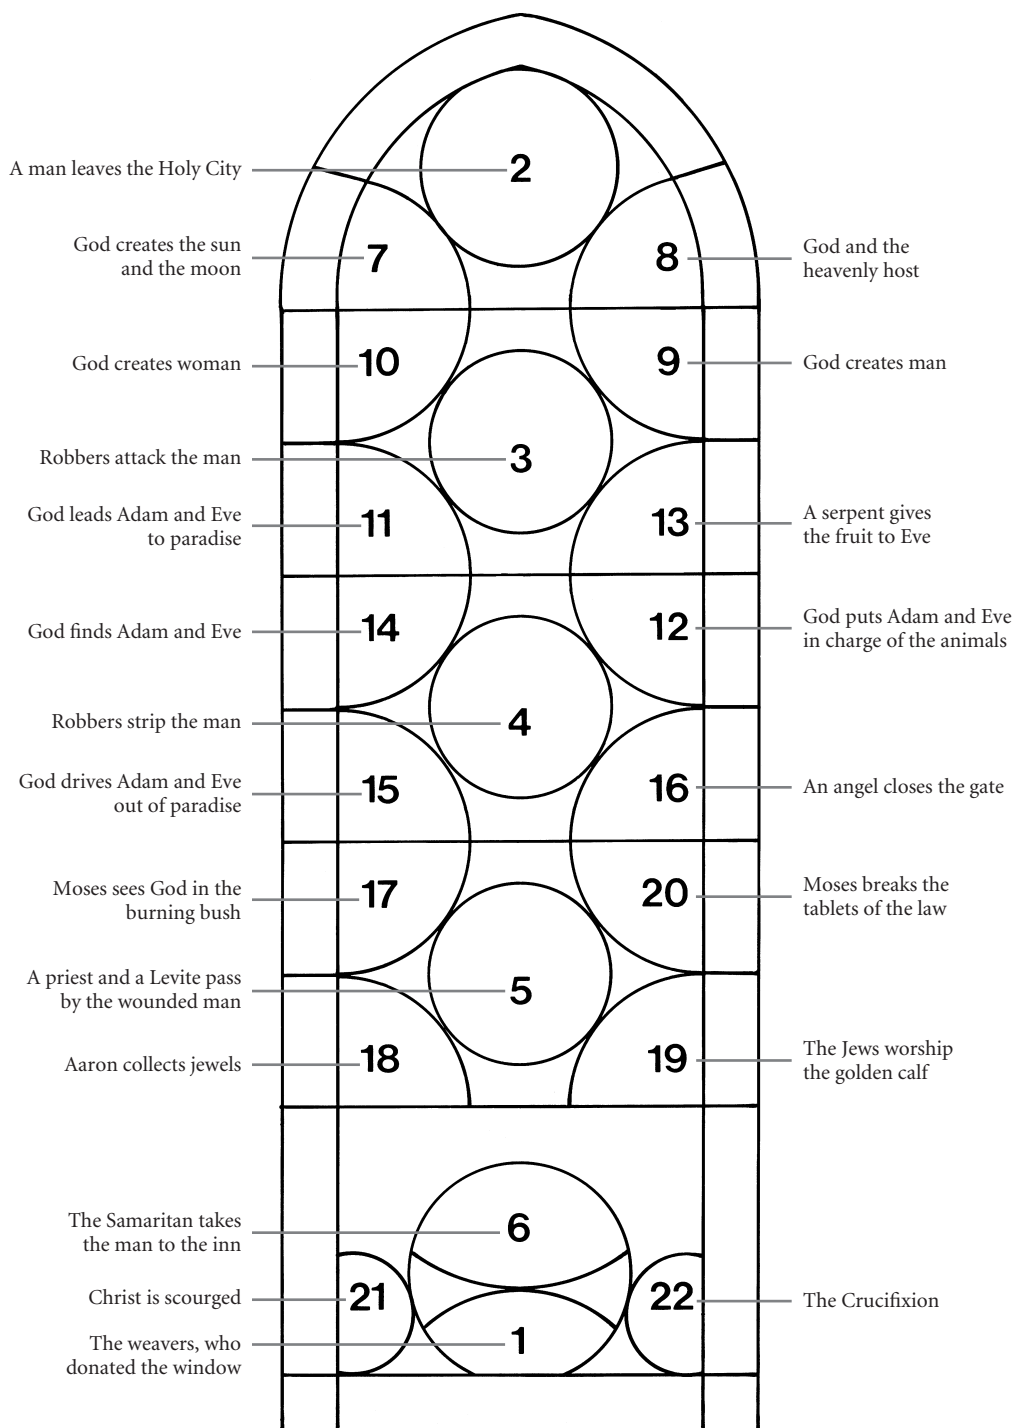 A man leaves the Holy City
2
God creates the sun
and the moon
7
8
God and the
heavenly host
God creates woman
10
9
God creates man
Robbers attack the man
3
God leads Adam and Eve
to paradise
11
13
A serpent gives
the fruit to Eve
God finds Adam and Eve
14
12
God puts Adam and Eve
in charge of the animals
Robbers strip the man
4
God drives Adam and Eve
out of paradise
15
16
An angel closes the gate
Moses sees God in the
burning bush
17
20
Moses breaks the
tablets of the law
A priest and a Levite pass
by the wounded man
5
Aaron collects jewels
18
19
The Jews worship
the golden calf
The Samaritan takes
the man to the inn
6
Christ is scourged
21
22
The Crucifixion
The weavers, who
donated the window
1